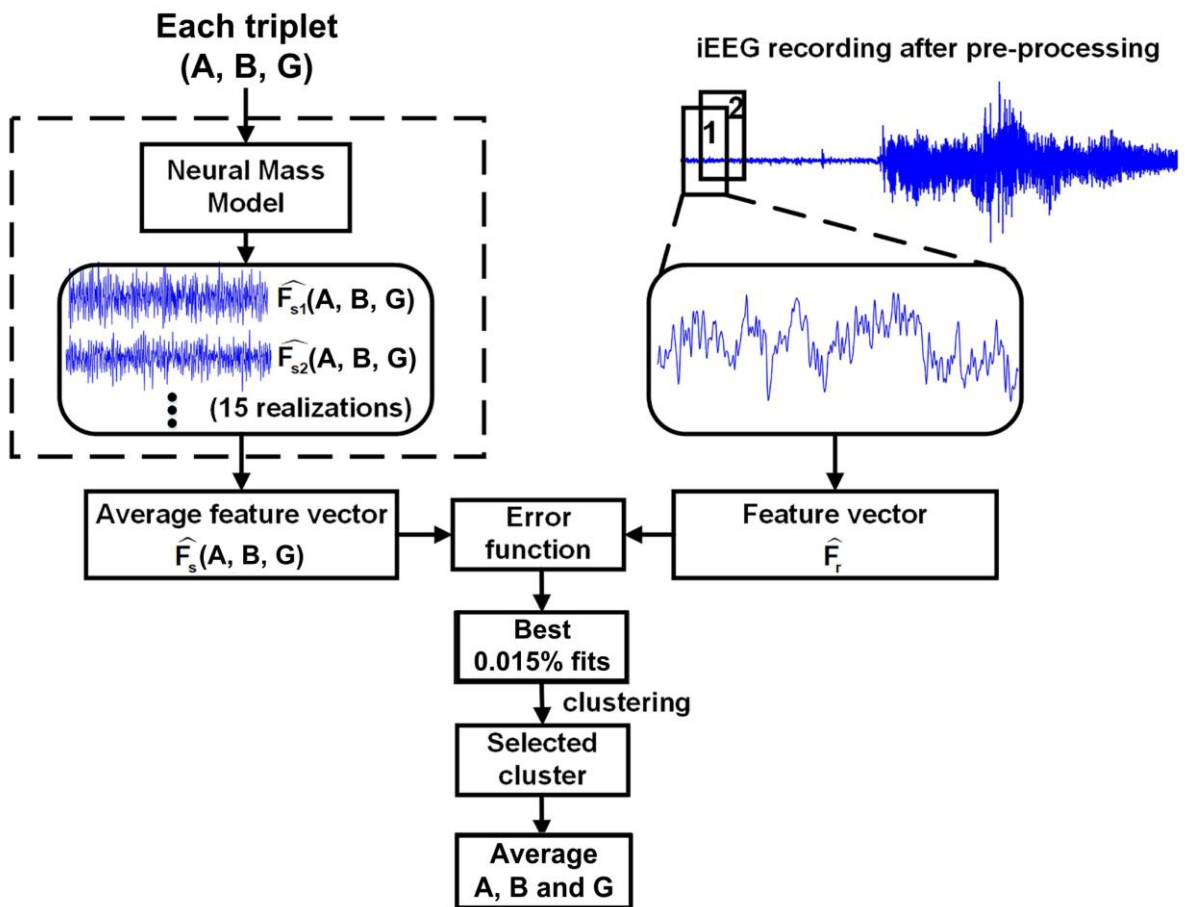 Each triplet
(A, B, G)
iEEG recording after pre-processing
1
2
Neural Mass
Model
F̂s1(A, B, G)
F̂s2(A, B, G)
(15 realizations)
Average feature vector
F̂s(A, B, G)
Error
function
Feature vector
F̂r
Best
0.015% fits
clustering
Selected
cluster
Average
A, B and G